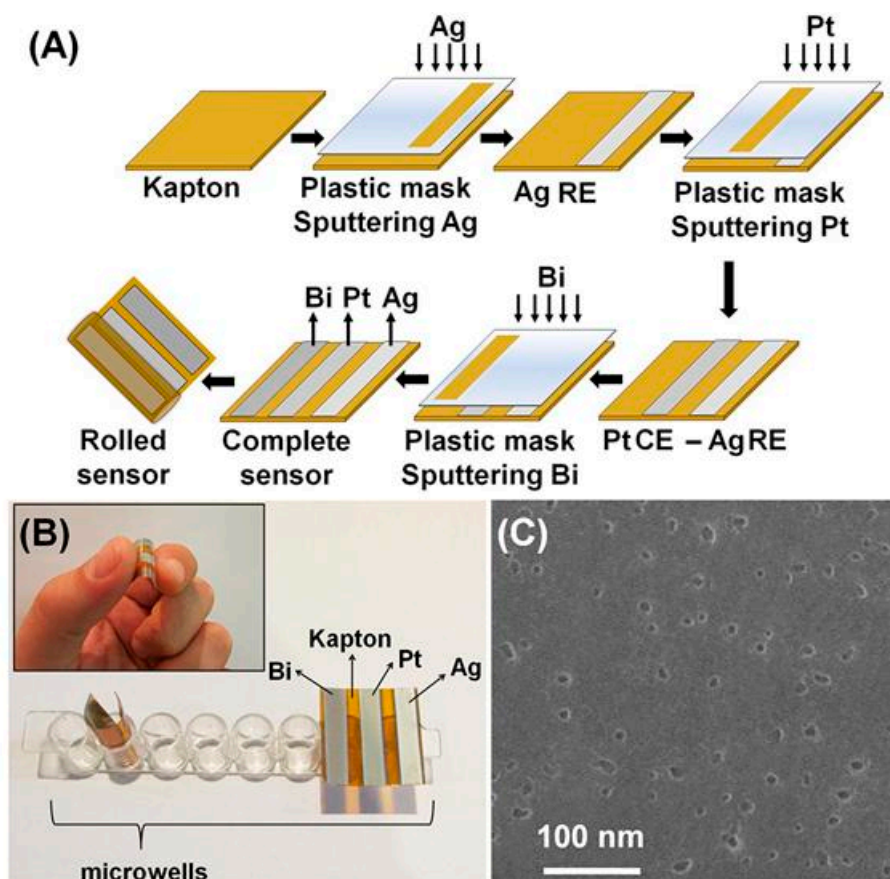 (A)
Ag
Pt
Kapton
Plastic mask
Sputtering Ag
Ag RE
Plastic mask
Sputtering Pt
Bi Pt Ag
Bi
Rolled
sensor
Complete
sensor
Plastic mask
Sputtering Bi
Pt CE – Ag RE
(B)
Kapton
Bi
Pt
Ag
microwells
(C)
100 nm